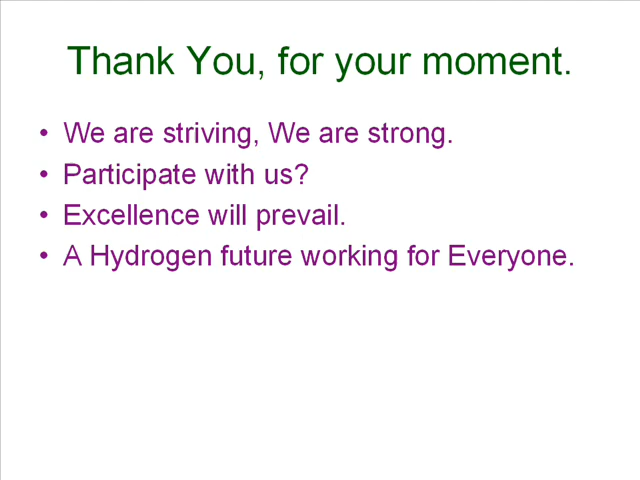 Thank You, for your moment.
• We are striving, We are strong.
• Participate with us?
• Excellence will prevail.
• A Hydrogen future working for Everyone.